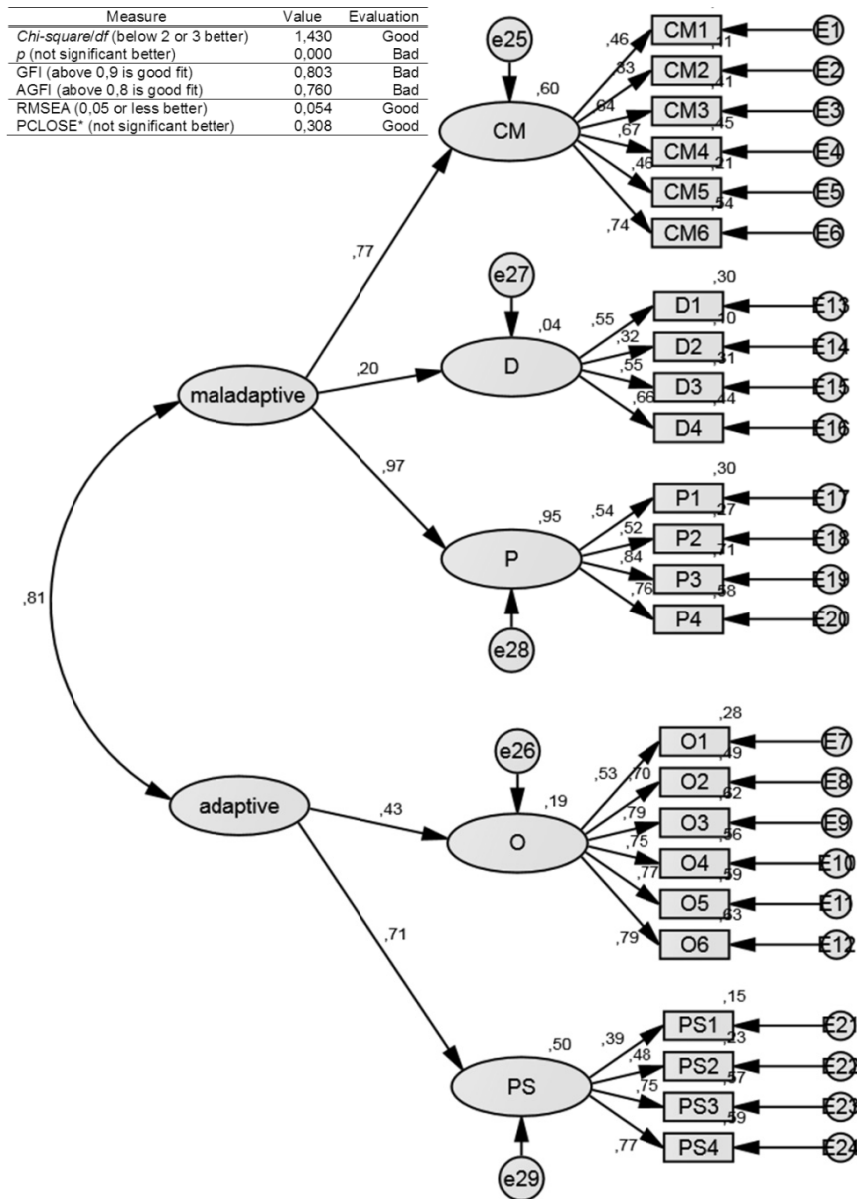 Measure Value Evaluation
Chi-square/df (below 2 or 3 better) 1,430 Good
p (not significant better) 0,000 Bad
GFI (above 0,9 is good fit) 0,803 Bad
AGFI (above 0,8 is good fit) 0,760 Bad
RMSEA (0,05 or less better) 0,054 Good
PCLOSE* (not significant better) 0,308 Good
e25
,60
CM
,77
,46 CM1 E1
,11
,33 CM2 E2
,41
,64 CM3 E3
,45
,67 CM4 E4
,21
,46 CM5 E5
,54
,74 CM6 E6
e27
,04
D
,20
,30
,55 D1 E13
,10
,32 D2 E14
,31
,55 D3 E15
,44
,66 D4 E16
maladaptive
,97
,95
P
e28
,30
,54 P1 E17
,27
,52 P2 E18
,71
,84 P3 E19
,58
,76 P4 E20
,81
adaptive
e26
,19
O
,43
,28
,53 O1 E7
,49
,70 O2 E8
,62
,79 O3 E9
,56
,75 O4 E10
,59
,77 O5 E11
,63
,79 O6 E12
,71
,50
PS
e29
,15
,39 PS1 E21
,23
,48 PS2 E22
,57
,75 PS3 E23
,59
,77 PS4 E24